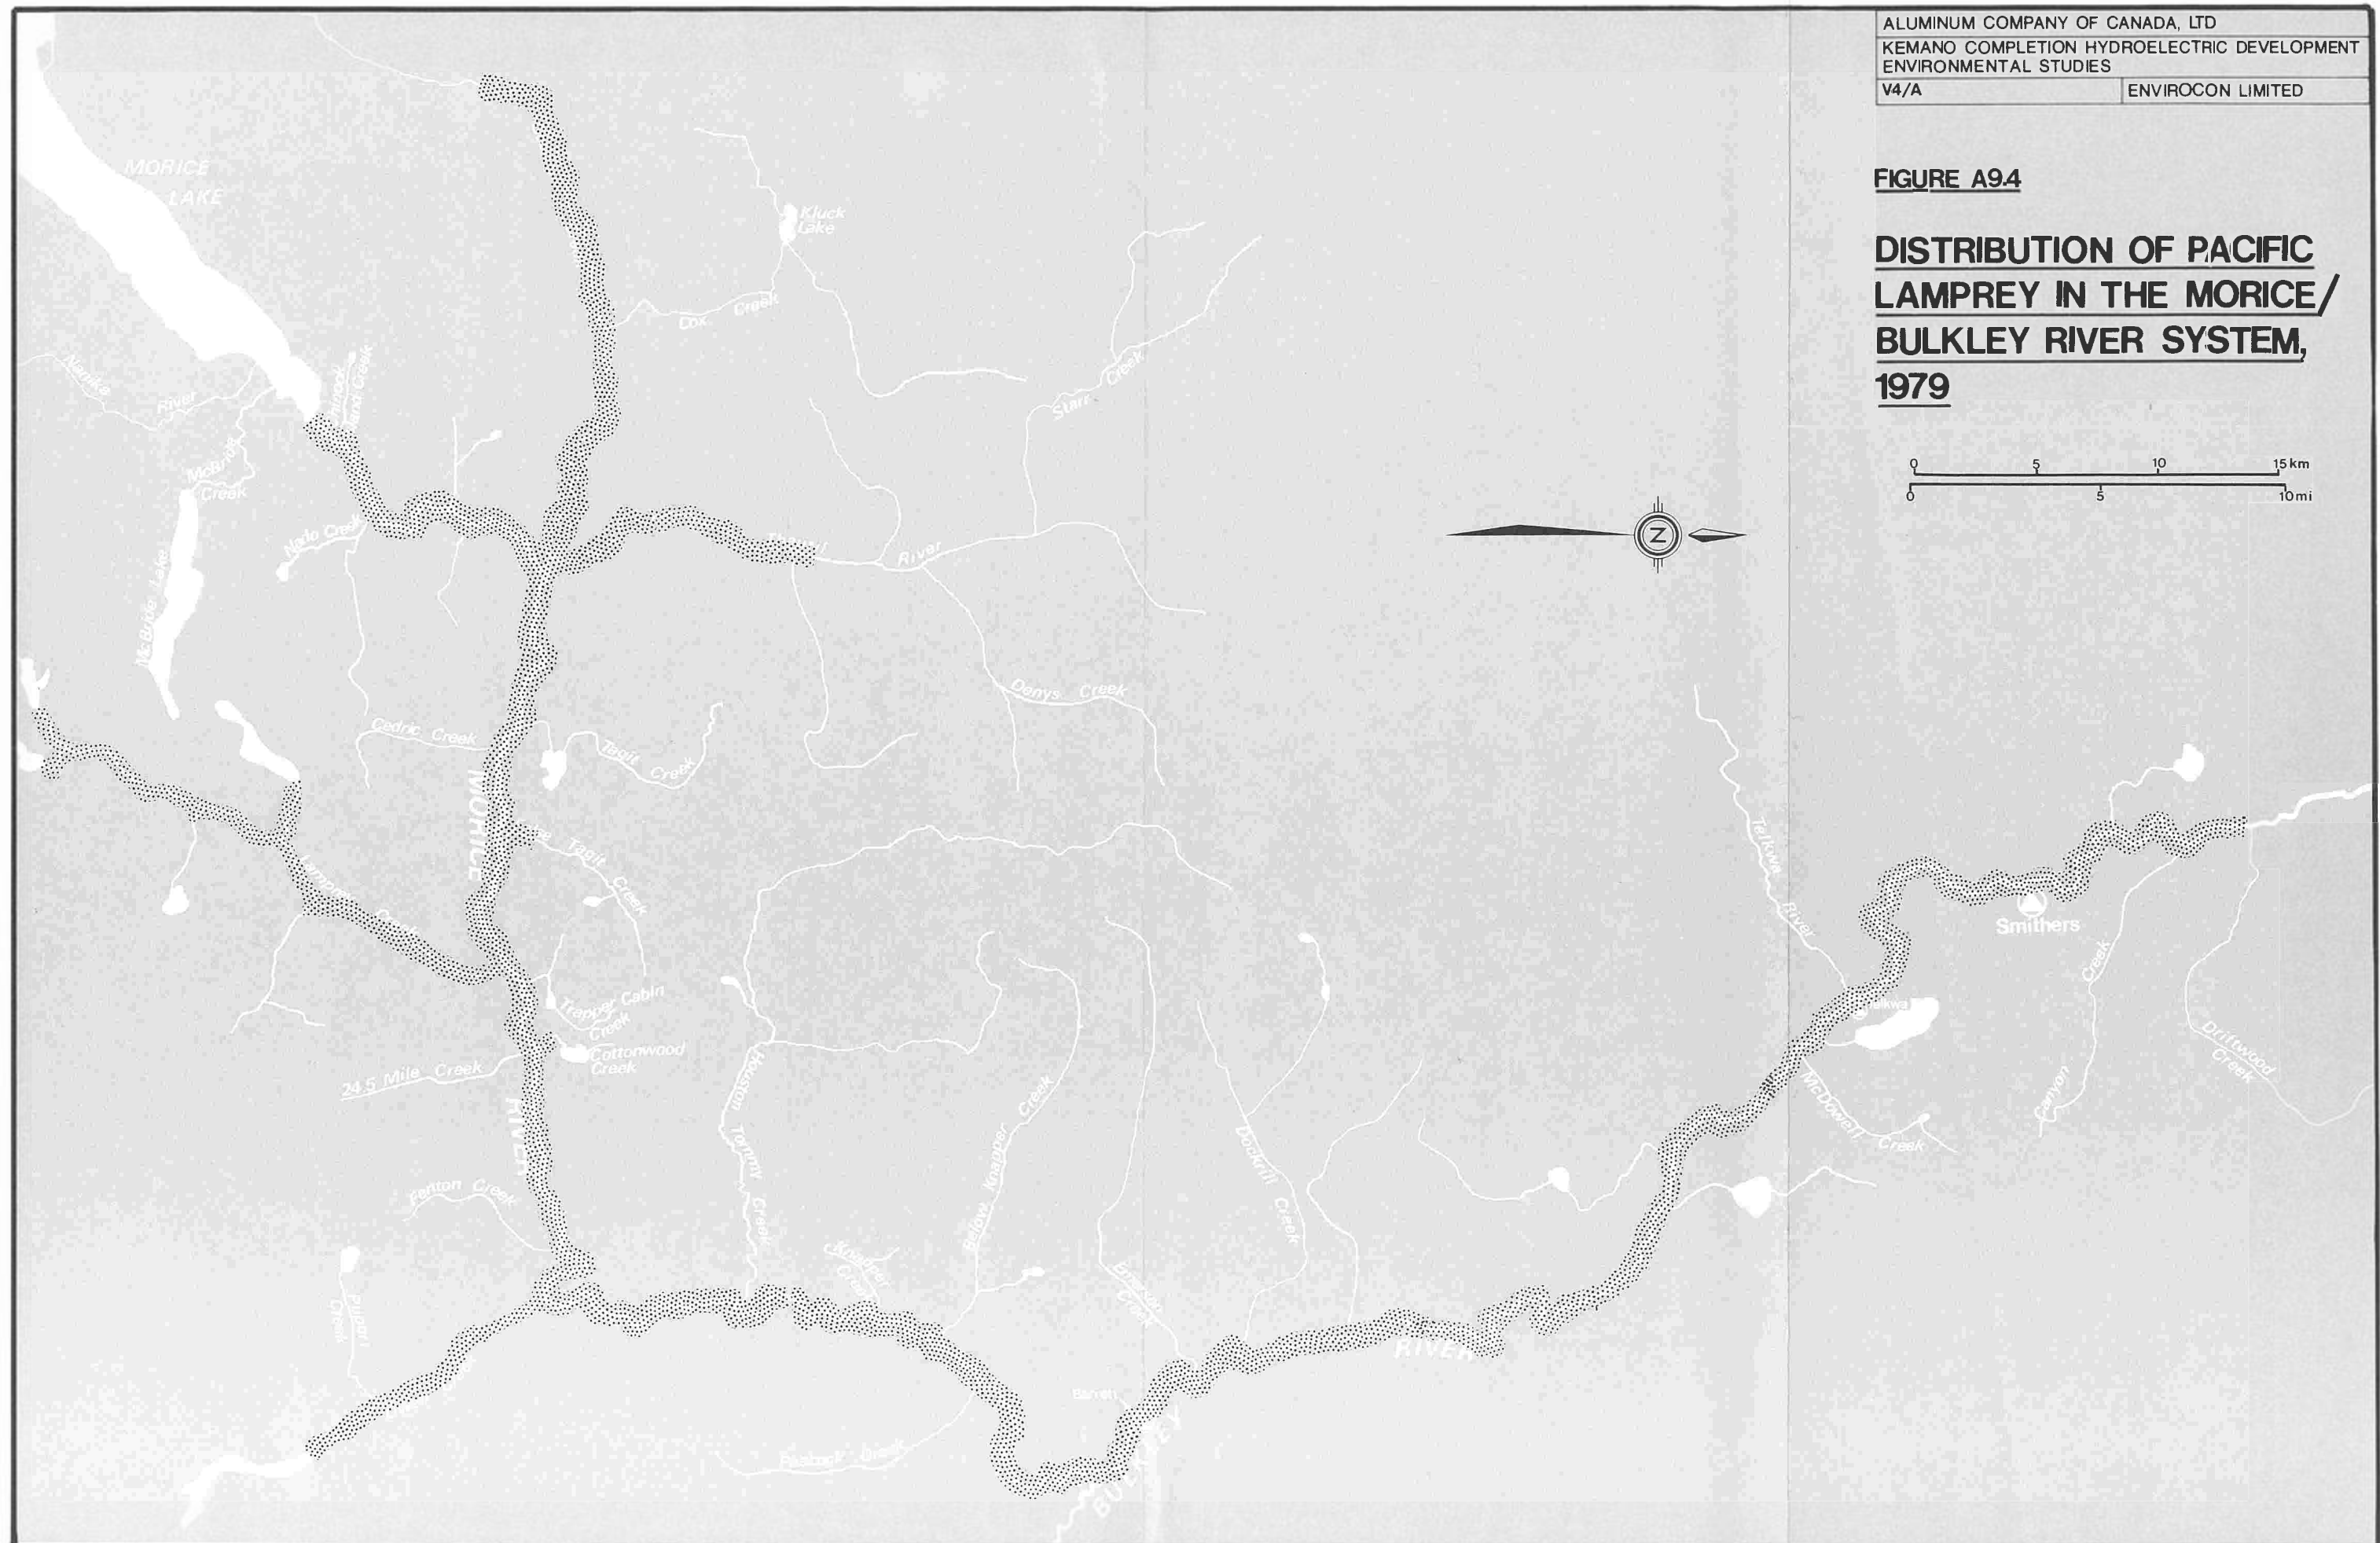 ALUMINUM COMPANY OF CANADA, LTD
KEMANO COMPLETION HYDROELECTRIC DEVELOPMENT
ENVIRONMENTAL STUDIES
V4/A
ENVIROCON LIMITED
FIGURE A9.4
DISTRIBUTION OF PACIFIC
LAMPREY IN THE MORICE/
BULKLEY RIVER SYSTEM,
1979
0 5 10 15 km
0 5 10 mi
Z
MORICE
LAKE
Kluck
Lake
Cox Creek
Starr Creek
Nanika River
McBride
Creek
McBride Lake
Nado Creek
River
Denys Creek
Cedric Creek
Tagit Creek
MORICE
Tagit Creek
Lamprey Creek
Trapper Cabin
Creek
Cottonwood
Creek
24.5 Mile Creek
RIVER
Fenton Creek
Houston Tommy Creek
Knapper
Creek
Below Knapper Creek
Emerson
Creek
Dockrill Creek
Telkwa River
Smithers
McDowell Creek
Canyon Creek
Driftwood
Creek
Creek
Barrett
BULKLEY
RIVER